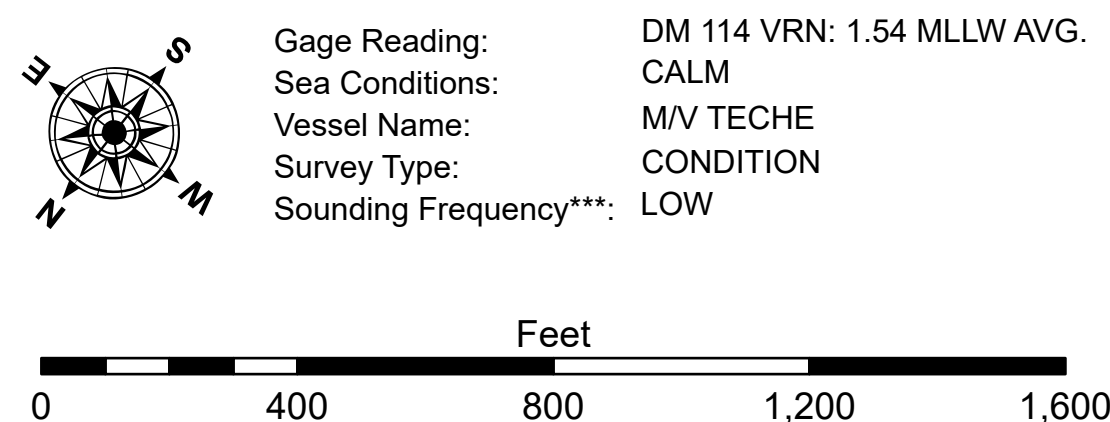 S
E
W
N
Gage Reading: DM 114 VRN: 1.54 MLLW AVG.
Sea Conditions: CALM
Vessel Name: M/V TECHE
Survey Type: CONDITION
Sounding Frequency***: LOW
Feet
0 400 800 1,200 1,600